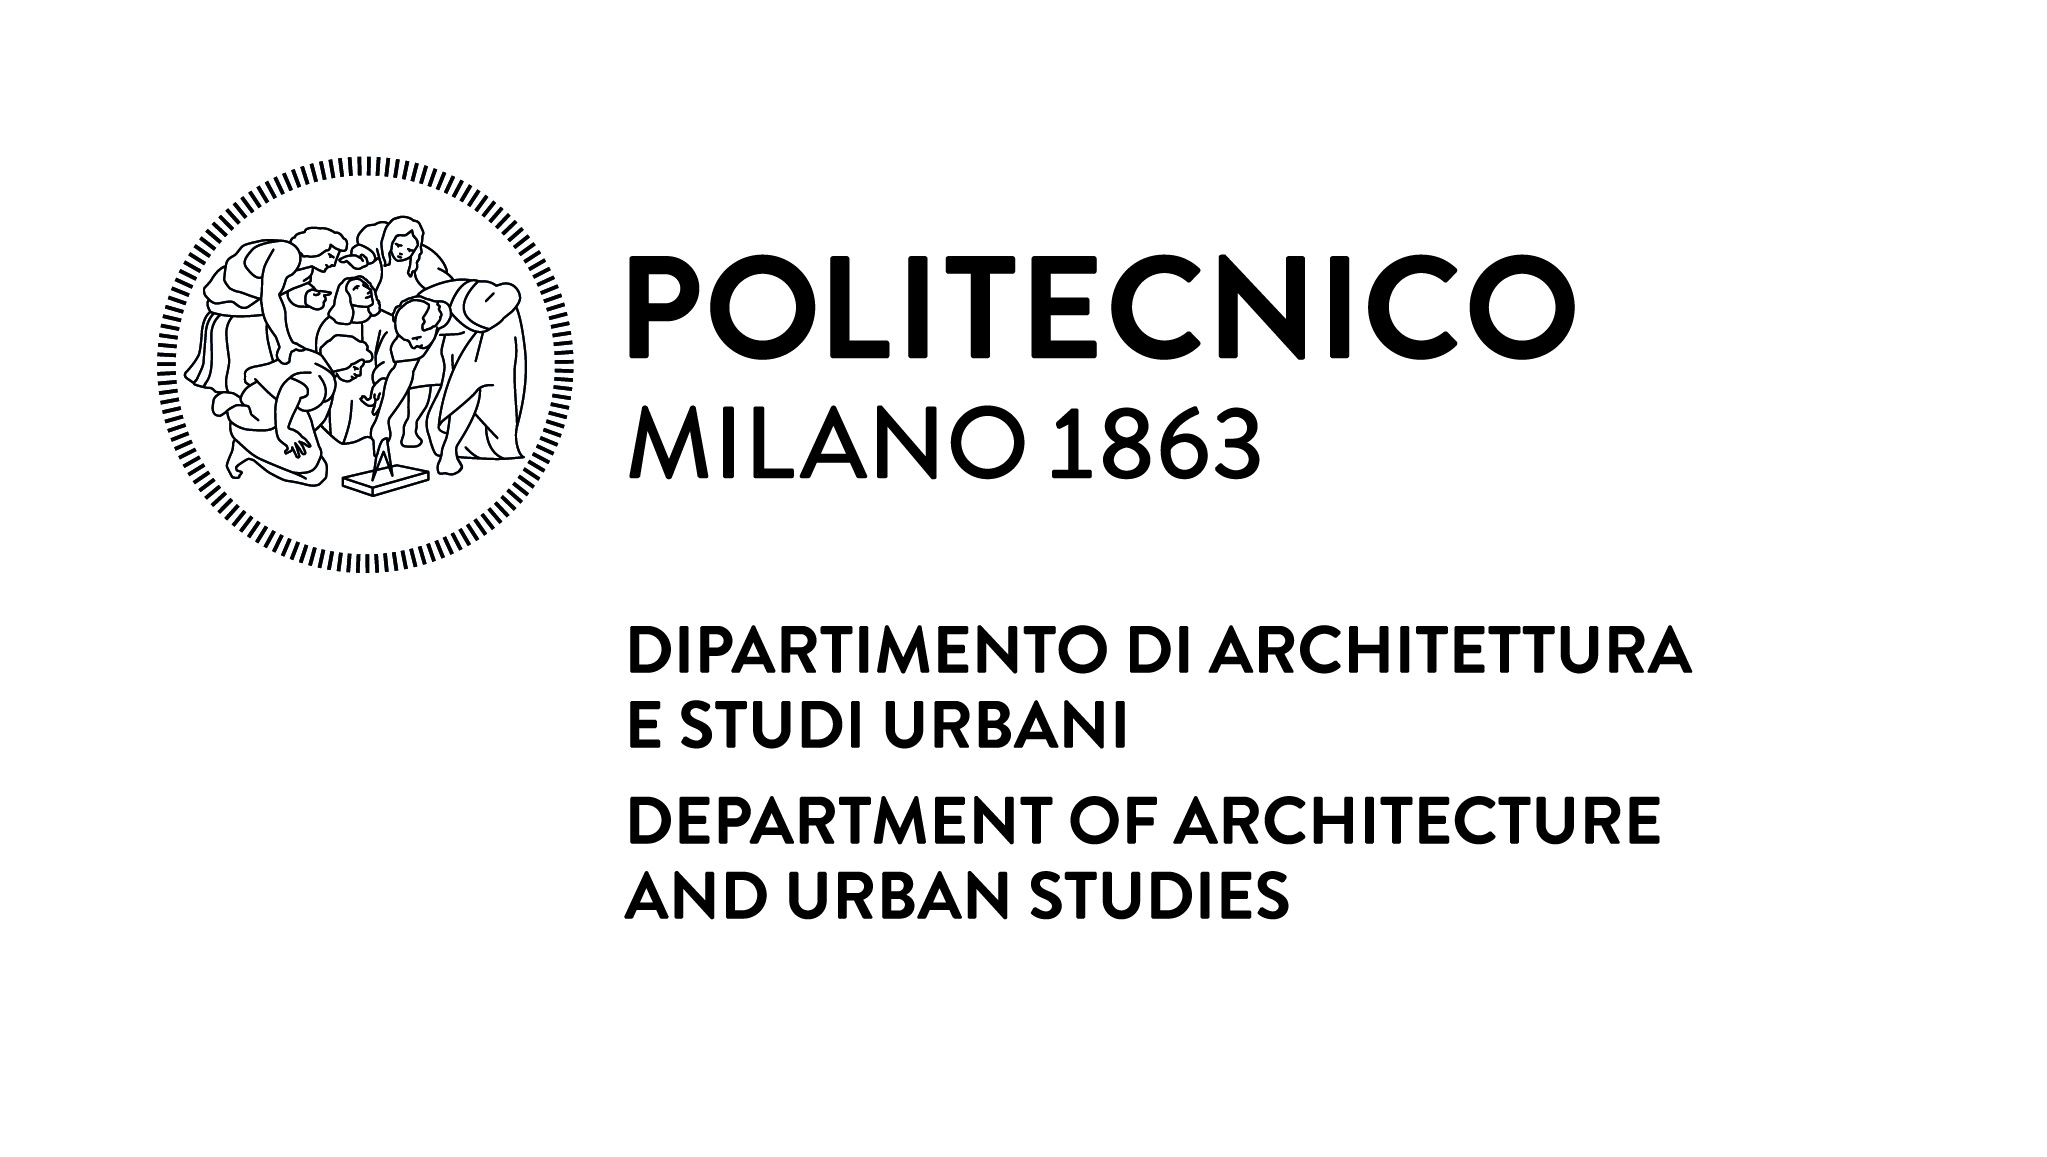 POLITECNICO
MILANO 1863
DIPARTIMENTO DI ARCHITETTURA
E STUDI URBANI
DEPARTMENT OF ARCHITECTURE
AND URBAN STUDIES